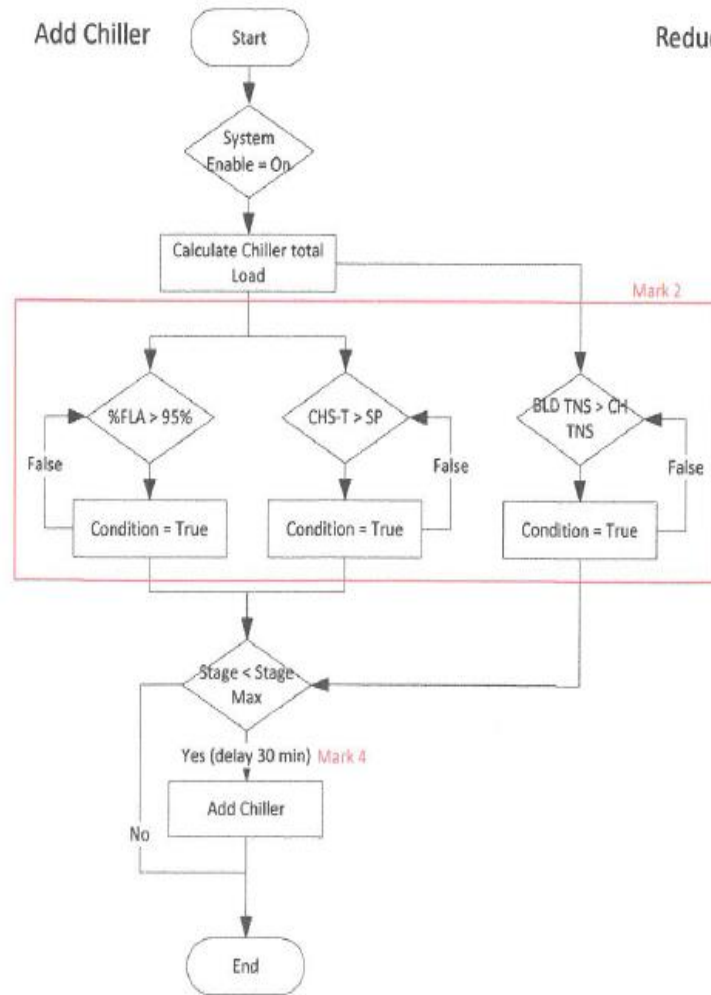 Add Chiller
Start
Redu
System
Enable = On
Calculate Chiller total
Load
Mark 2
%FLA > 95%
CHS-T > SP
BLD TNS > CH
TNS
False
False
False
Condition = True
Condition = True
Condition = True
Stage < Stage
Max
Yes (delay 30 min) Mark 4
Add Chiller
No
End